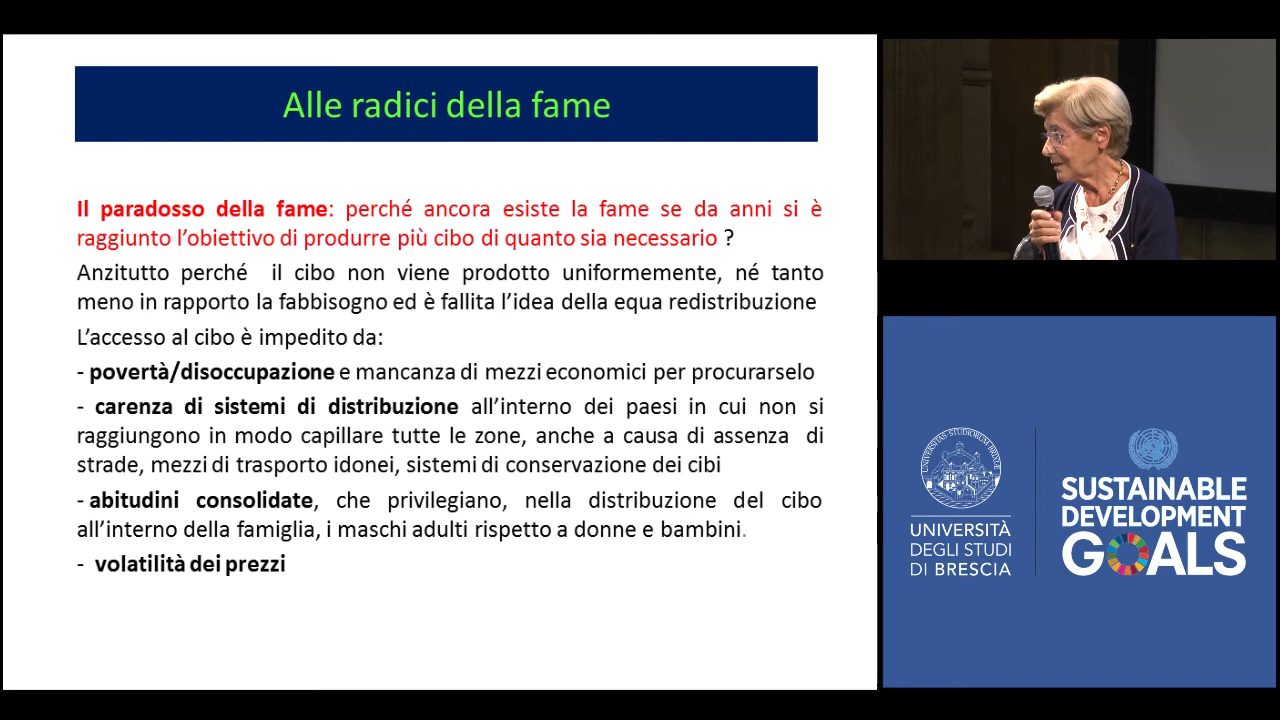 Alle radici della fame
Il paradosso della fame: perché ancora esiste la fame se da anni si è
raggiunto l'obiettivo di produrre più cibo di quanto sia necessario ?
Anzitutto perché il cibo non viene prodotto uniformemente, né tanto
meno in rapporto la fabbisogno ed è fallita l'idea della equa redistribuzione
L'accesso al cibo è impedito da:
- povertà/disoccupazione e mancanza di mezzi economici per procurarselo
- carenza di sistemi di distribuzione all'interno dei paesi in cui non si
raggiungono in modo capillare tutte le zone, anche a causa di assenza di
strade, mezzi di trasporto idonei, sistemi di conservazione dei cibi
- abitudini consolidate, che privilegiano, nella distribuzione del cibo
all'interno della famiglia, i maschi adulti rispetto a donne e bambini.
- volatilità dei prezzi
UNIVERSITAS STUDIORUM BRIXIAE
UNIVERSITÀ
DEGLI STUDI
DI BRESCIA
SUSTAINABLE
DEVELOPMENT
GOALS